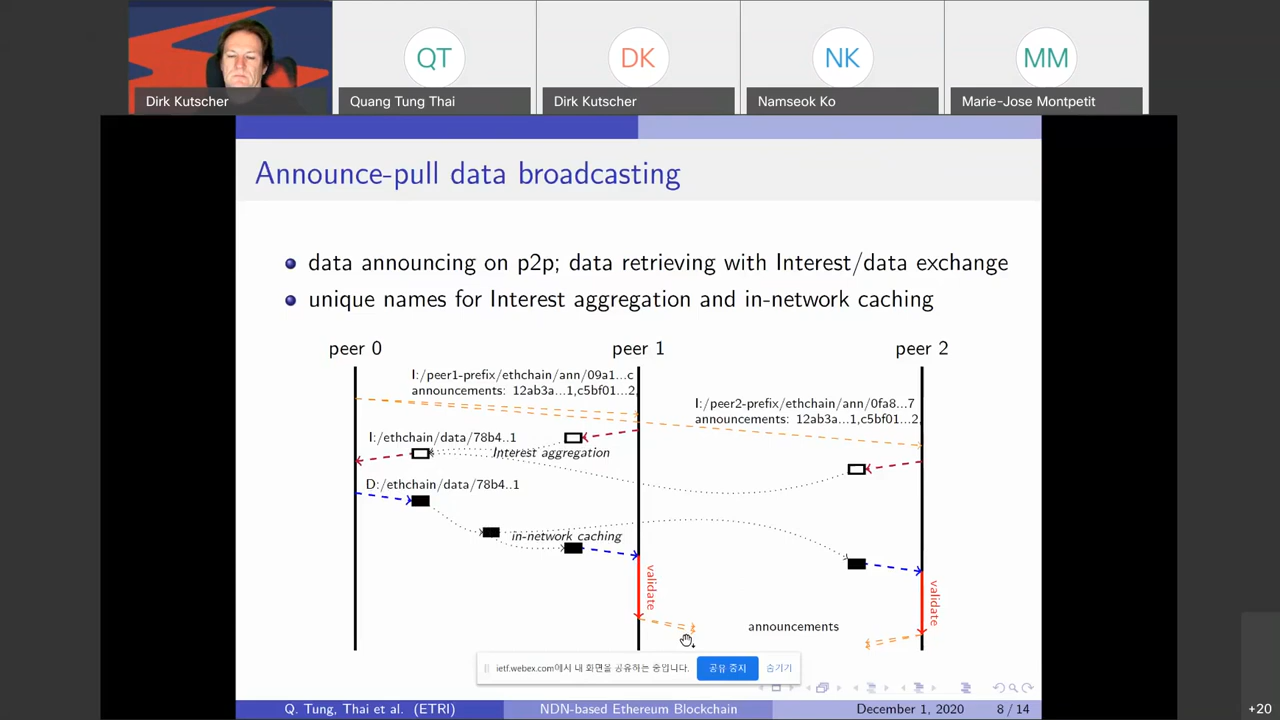 QT
DK
NK
MM
Dirk Kutscher
Quang Tung Thai
Dirk Kutscher
Namseok Ko
Marie-Jose Montpetit
Announce-pull data broadcasting
data announcing on p2p; data retrieving with Interest/data exchange
unique names for Interest aggregation and in-network caching
peer 0
peer 1
peer 2
I:/peer1-prefix/ethchain/ann/09a1...c
announcements: 12ab3a...1,c5bf01...2,
I:/peer2-prefix/ethchain/ann/0fa8...7
announcements: 12ab3a...1,c5bf01...2,
I:/ethchain/data/78b4..1
Interest aggregation
D:/ethchain/data/78b4..1
in-network caching
validate
validate
announcements
ietf.webex.com에서 내 화면을 공유하는 중입니다.
공유 중지
숨기기
Q. Tung, Thai et al. (ETRI)
NDN-based Ethereum Blockchain
December 1, 2020
8 / 14
+20